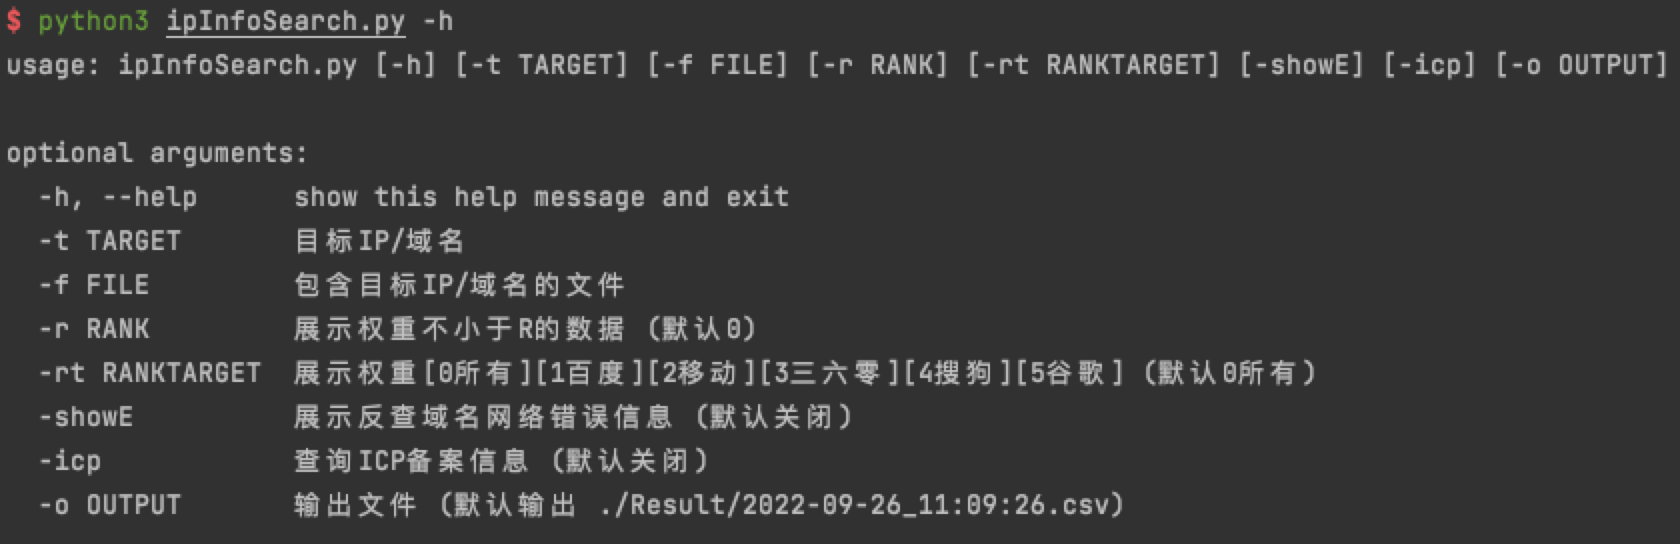 $ python3 ipInfoSearch.py -h
usage: ipInfoSearch.py [-h] [-t TARGET] [-f FILE] [-r RANK] [-rt RANKTARGET] [-showE] [-icp] [-o OUTPUT]
optional arguments:
-h, --help show this help message and exit
-t TARGET 目标IP/域名
-f FILE 包含目标IP/域名的文件
-r RANK 展示权重不小于R的数据 (默认0)
-rt RANKTARGET 展示权重[0所有][1百度][2移动][3三六零][4搜狗][5谷歌] (默认0所有)
-showE 展示反查域名网络错误信息 (默认关闭)
-icp 查询ICP备案信息 (默认关闭)
-o OUTPUT 输出文件 (默认输出 ./Result/2022-09-26_11:09:26.csv)